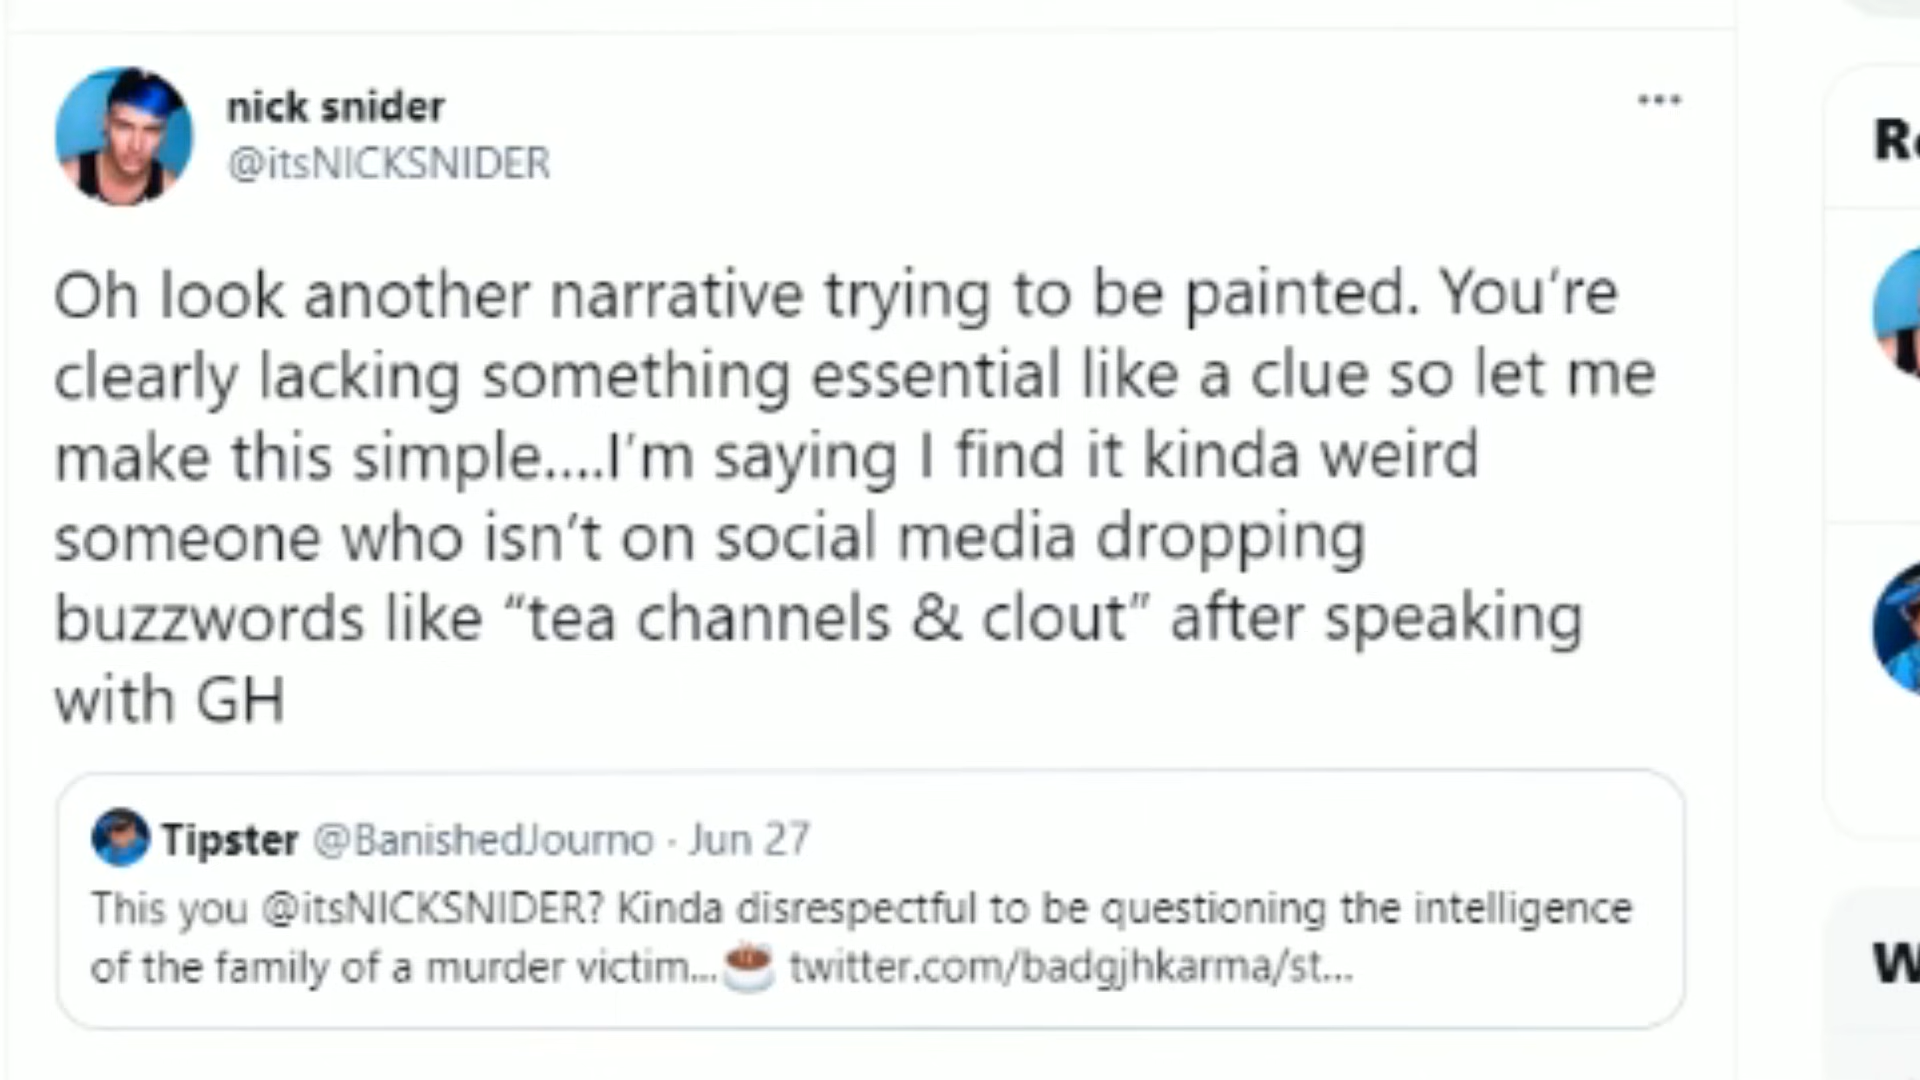 nick snider
@itsNICKSNIDER
Oh look another narrative trying to be painted. You're
clearly lacking something essential like a clue so let me
make this simple....I'm saying I find it kinda weird
someone who isn't on social media dropping
buzzwords like “tea channels & clout” after speaking
with GH
Tipster @BanishedJourno · Jun 27
This you @itsNICKSNIDER? Kinda disrespectful to be questioning the intelligence
of the family of a murder victim...☕ twitter.com/badgjhkarma/st...